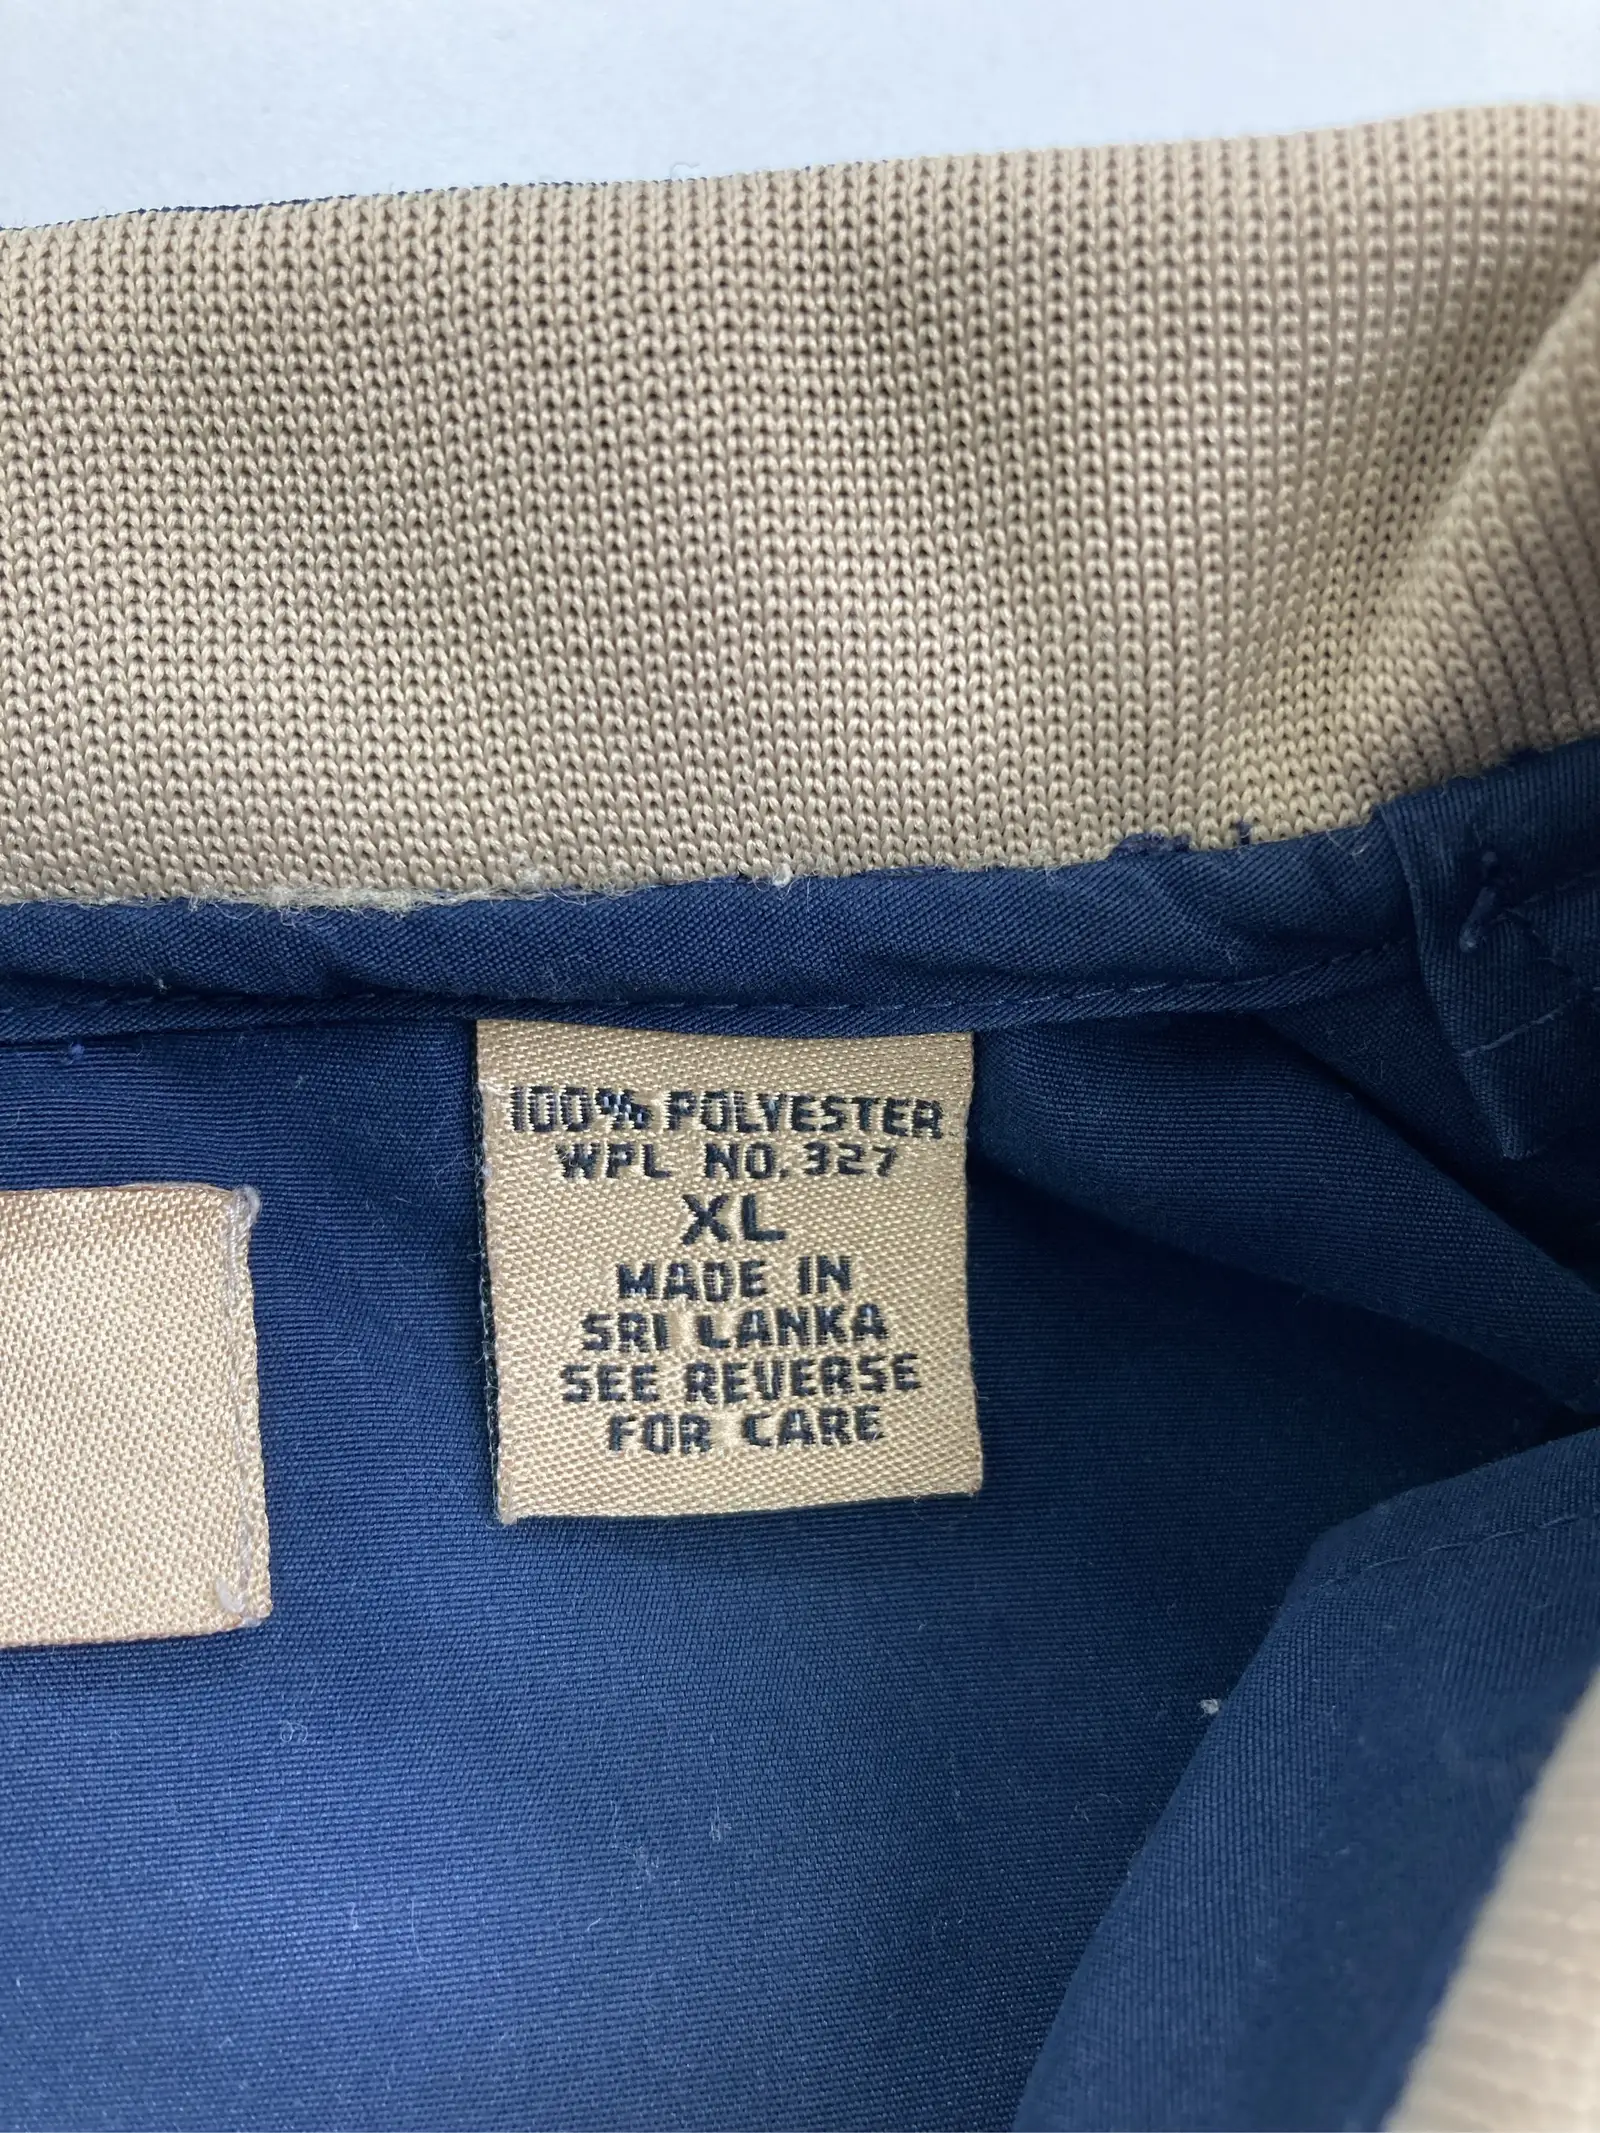 100% POLYESTER
WPL NO. 327
XL
MADE IN
SRI LANKA
SEE REVERSE
FOR CARE